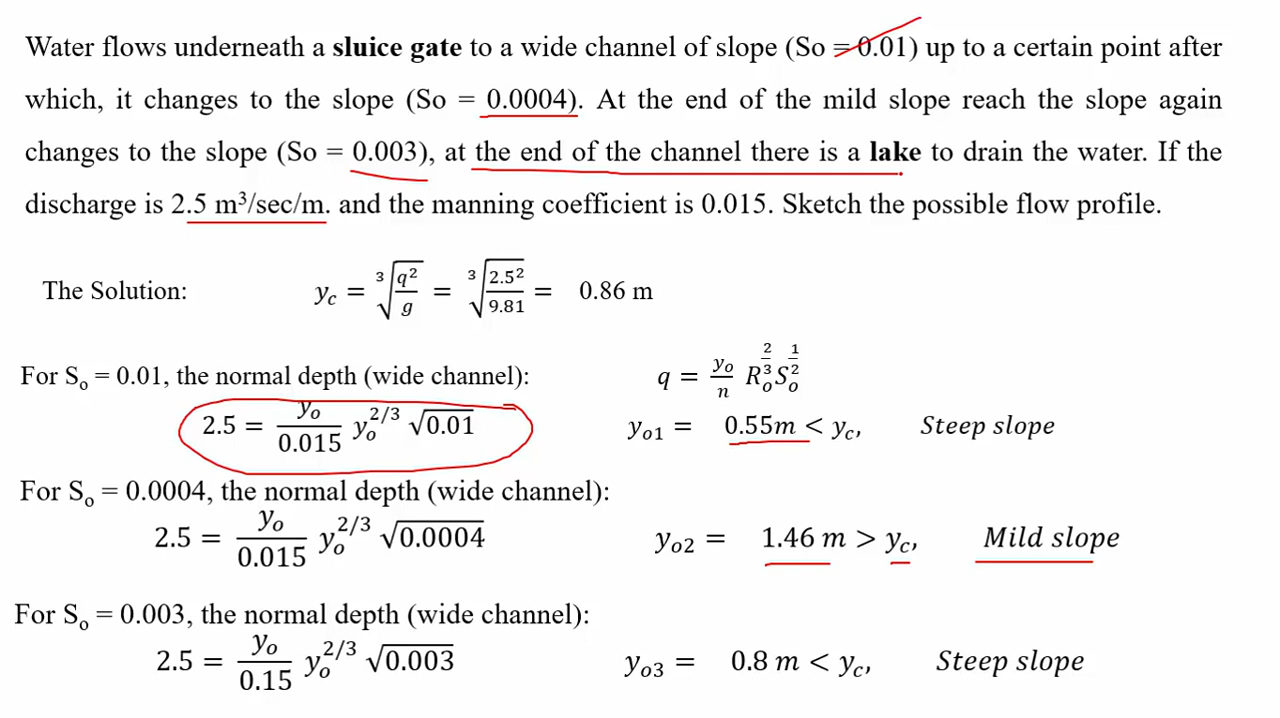 Water flows underneath a sluice gate to a wide channel of slope (So = 0.01) up to a certain point after
which, it changes to the slope (So = 0.0004). At the end of the mild slope reach the slope again
changes to the slope (So = 0.003), at the end of the channel there is a lake to drain the water. If the
discharge is 2.5 m³/sec/m. and the manning coefficient is 0.015. Sketch the possible flow profile.
The Solution: y_c = ∛(q²/g) = ∛(2.5²/9.81) = 0.86 m
For S_o = 0.01, the normal depth (wide channel): q = y_o/n R_o^{2/3} S_o^{1/2}
2.5 = y_o/0.015 y_o^{2/3} √0.01 y_{o1} = 0.55m < y_c, Steep slope
For S_o = 0.0004, the normal depth (wide channel):
2.5 = y_o/0.015 y_o^{2/3} √0.0004 y_{o2} = 1.46 m > y_c, Mild slope
For S_o = 0.003, the normal depth (wide channel):
2.5 = y_o/0.15 y_o^{2/3} √0.003 y_{o3} = 0.8 m < y_c, Steep slope